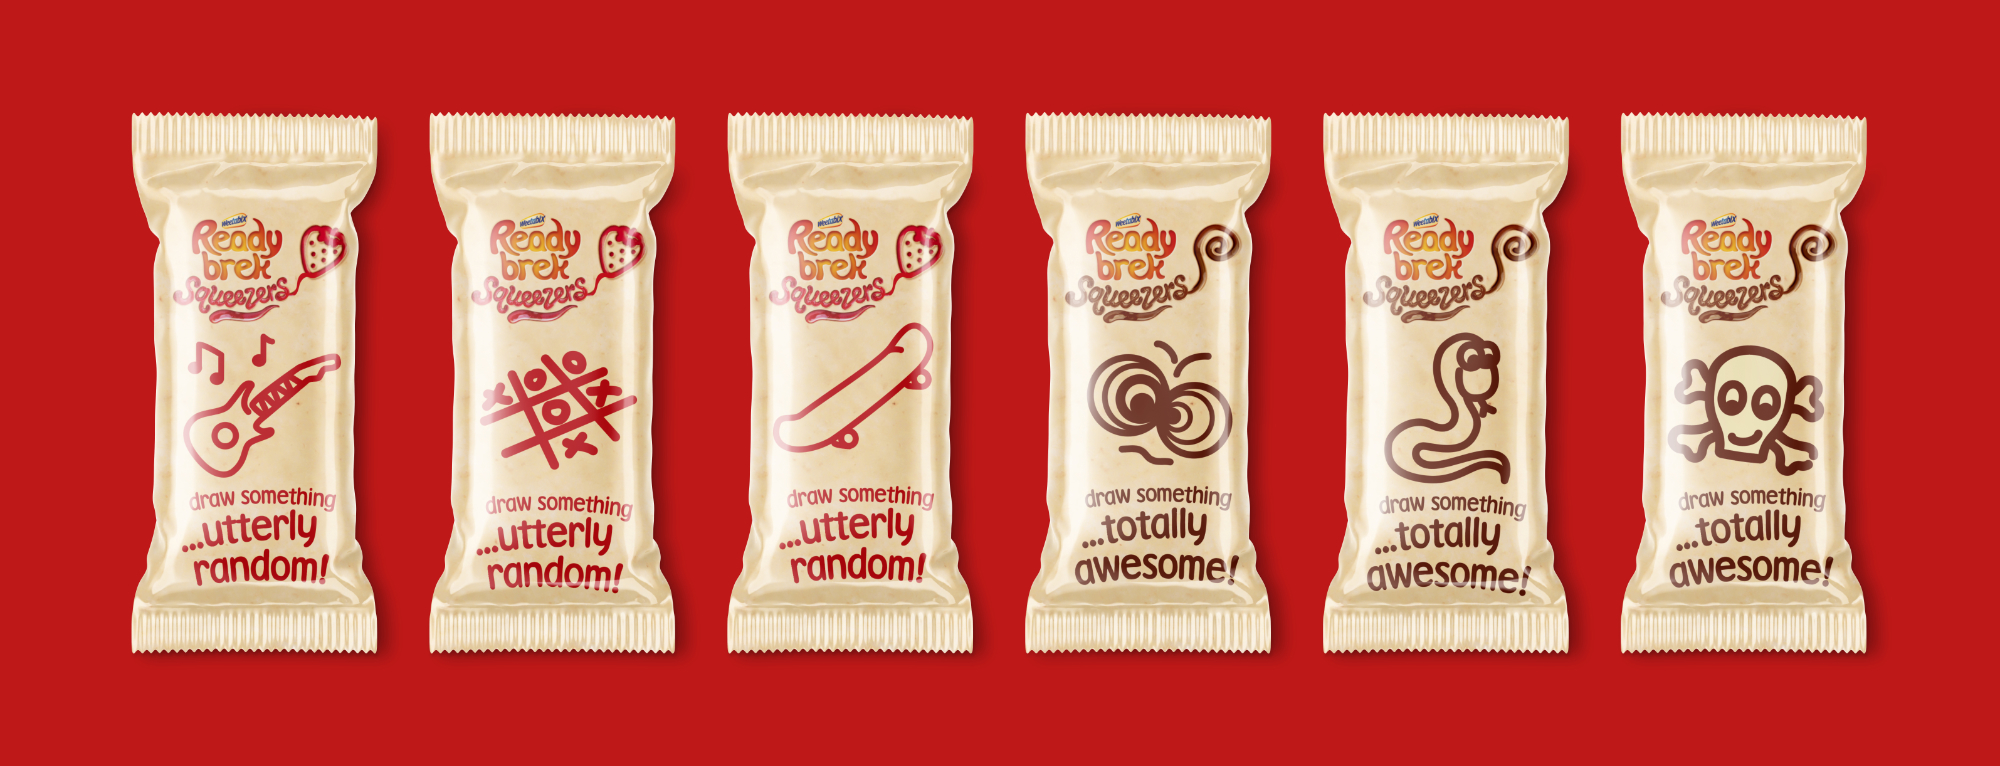 Weetabix
Ready
brek
Squeezers
draw something
...utterly
random!
Weetabix
Ready
brek
Squeezers
X O O
O X
X
draw something
...utterly
random!
Weetabix
Ready
brek
Squeezers
draw something
...utterly
random!
Weetabix
Ready
brek
Squeezers
draw something
...totally
awesome!
Weetabix
Ready
brek
Squeezers
draw something
...totally
awesome!
Weetabix
Ready
brek
Squeezers
draw something
...totally
awesome!